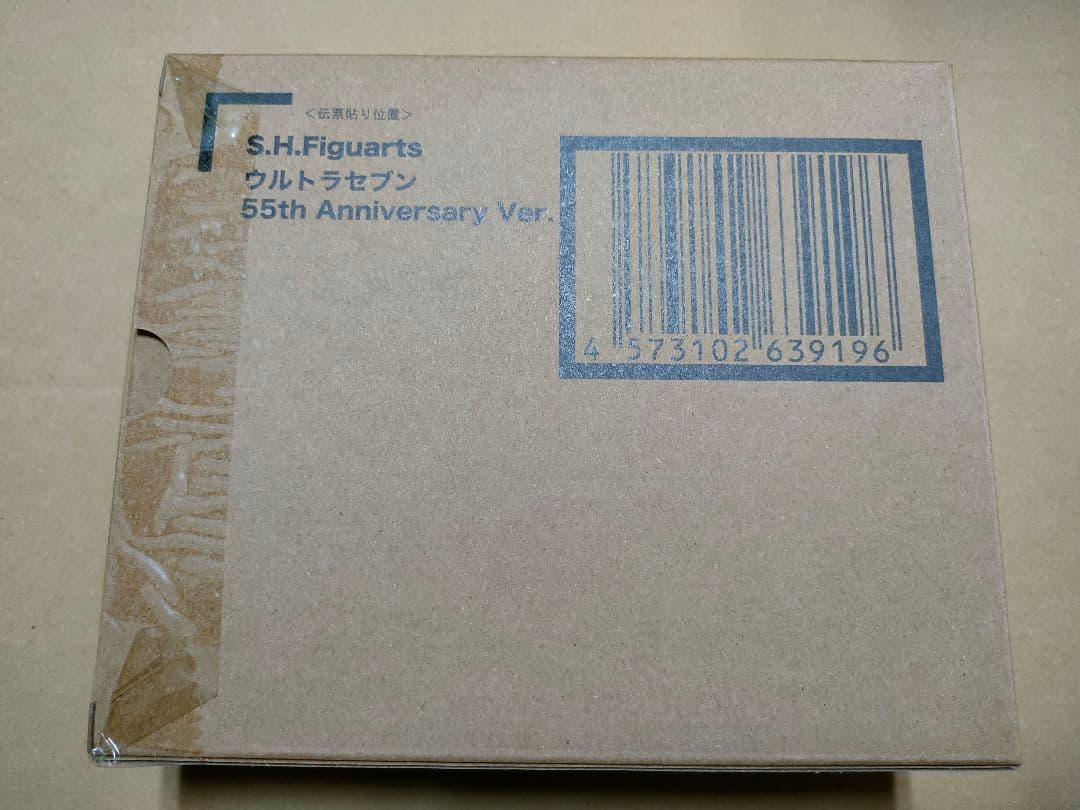 ＜伝票貼り位置＞
S.H.Figuarts
ウルトラセブン
55th Anniversary Ver.
4 573102 639196